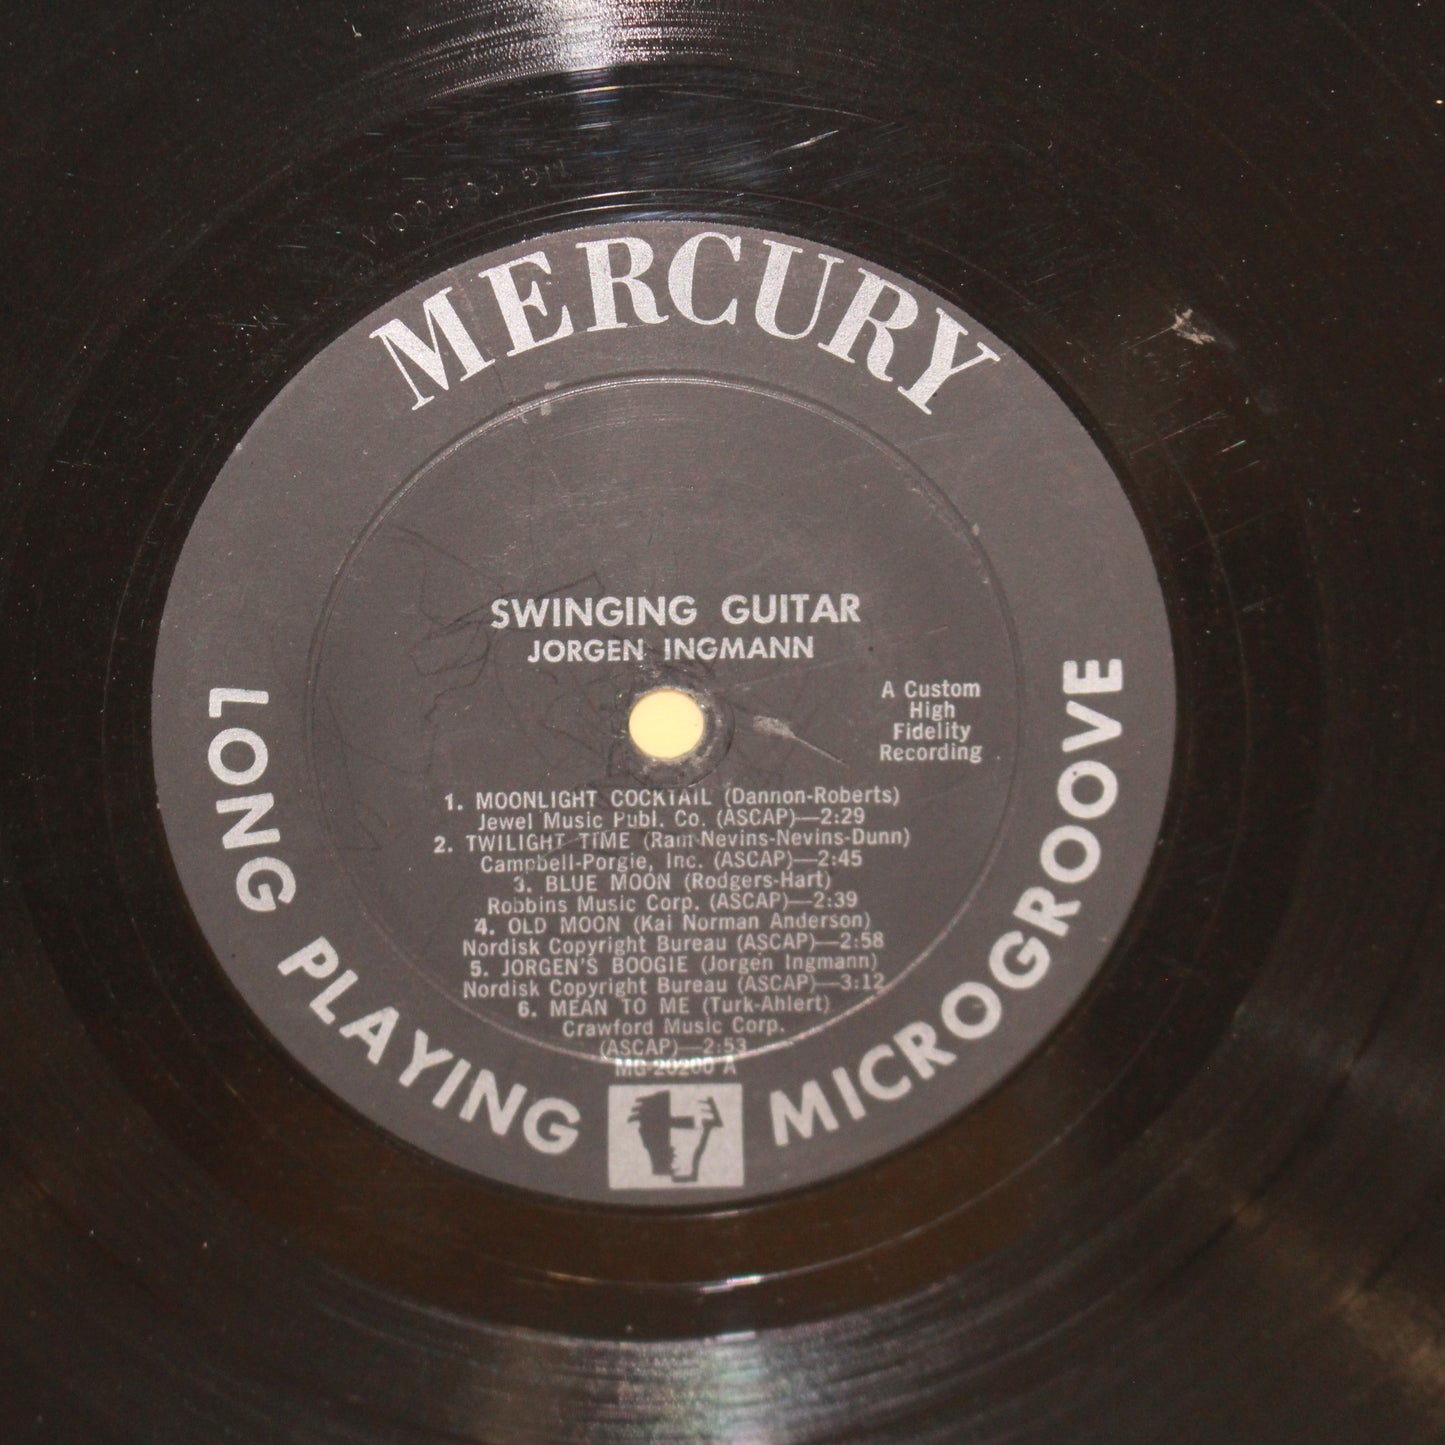 MERCURY
SWINGING GUITAR
JORGEN INGMANN
A Custom
High
Fidelity
Recording
1. MOONLIGHT COCKTAIL (Dannon-Roberts)
Jewel Music Publ. Co. (ASCAP)—2:29
2. TWILIGHT TIME (Ram-Nevins-Nevins-Dunn)
Campbell-Porgie, Inc. (ASCAP)—2:45
3. BLUE MOON (Rodgers-Hart)
Robbins Music Corp. (ASCAP)—2:39
4. OLD MOON (Kai Norman Anderson)
Nordisk Copyright Bureau (ASCAP)—2:58
5. JORGEN'S BOOGIE (Jorgen Ingmann)
Nordisk Copyright Bureau (ASCAP)—3:12
6. MEAN TO ME (Turk-Ahlert)
Crawford Music Corp.
(ASCAP)—2:53
MG-20200 A
LONG PLAYING MICROGROOVE